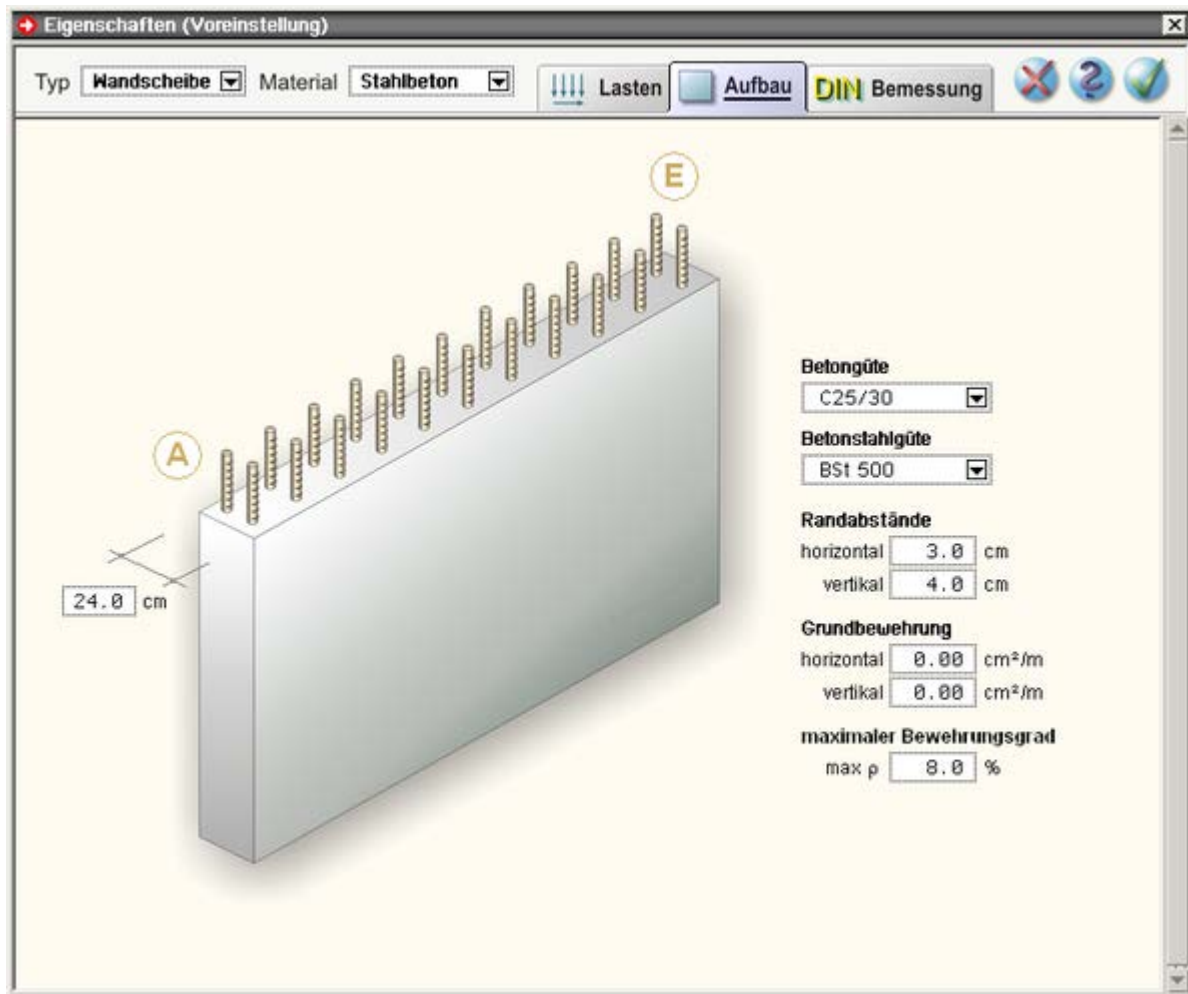 Eigenschaften (Voreinstellung)
Typ Wandscheibe Material Stahlbeton Lasten Aufbau DIN Bemessung
E
A
24.0 cm
Betongüte
C25/30
Betonstahlgüte
BSt 500
Randabstände
horizontal 3.0 cm
vertikal 4.0 cm
Grundbewehrung
horizontal 0.00 cm²/m
vertikal 0.00 cm²/m
maximaler Bewehrungsgrad
max ρ 8.0 %